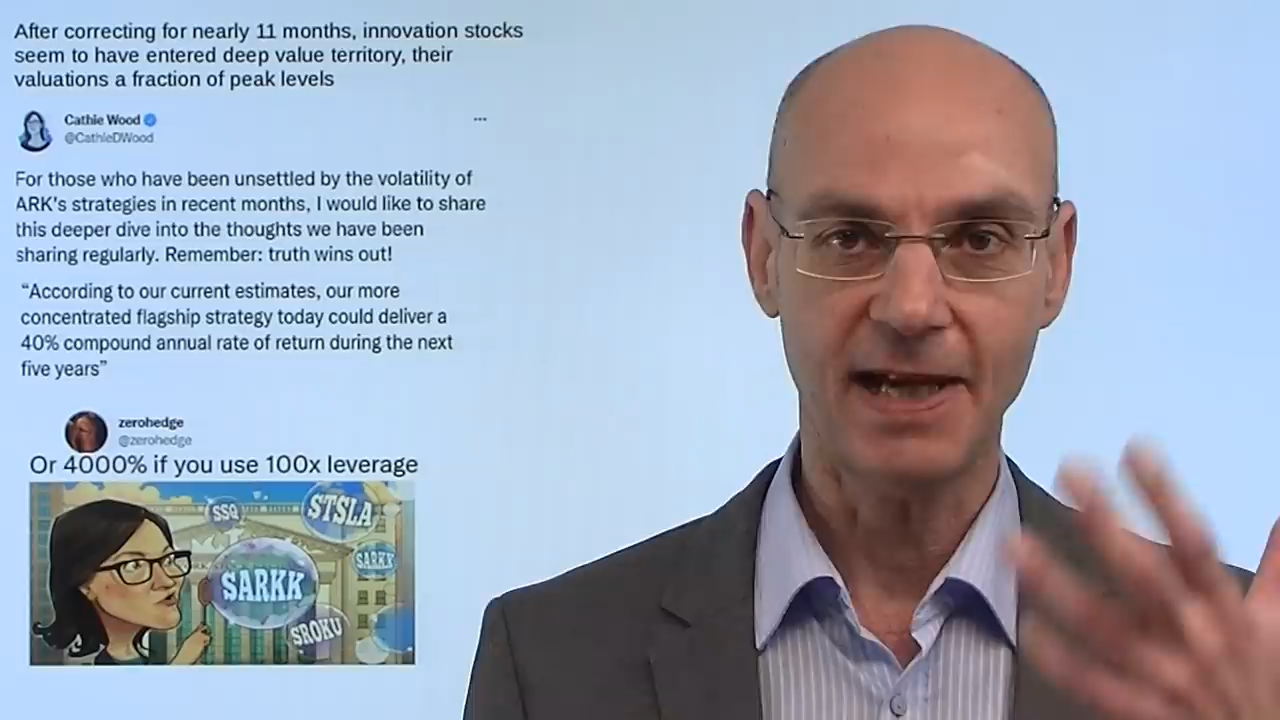 After correcting for nearly 11 months, innovation stocks
seem to have entered deep value territory, their
valuations a fraction of peak levels
Cathie Wood
@CathieDWood
For those who have been unsettled by the volatility of
ARK's strategies in recent months, I would like to share
this deeper dive into the thoughts we have been
sharing regularly. Remember: truth wins out!
“According to our current estimates, our more
concentrated flagship strategy today could deliver a
40% compound annual rate of return during the next
five years”
zerohedge
@zerohedge
Or 4000% if you use 100x leverage
$SQ
$TSLA
$ARKK
$ARKK
$ROKU